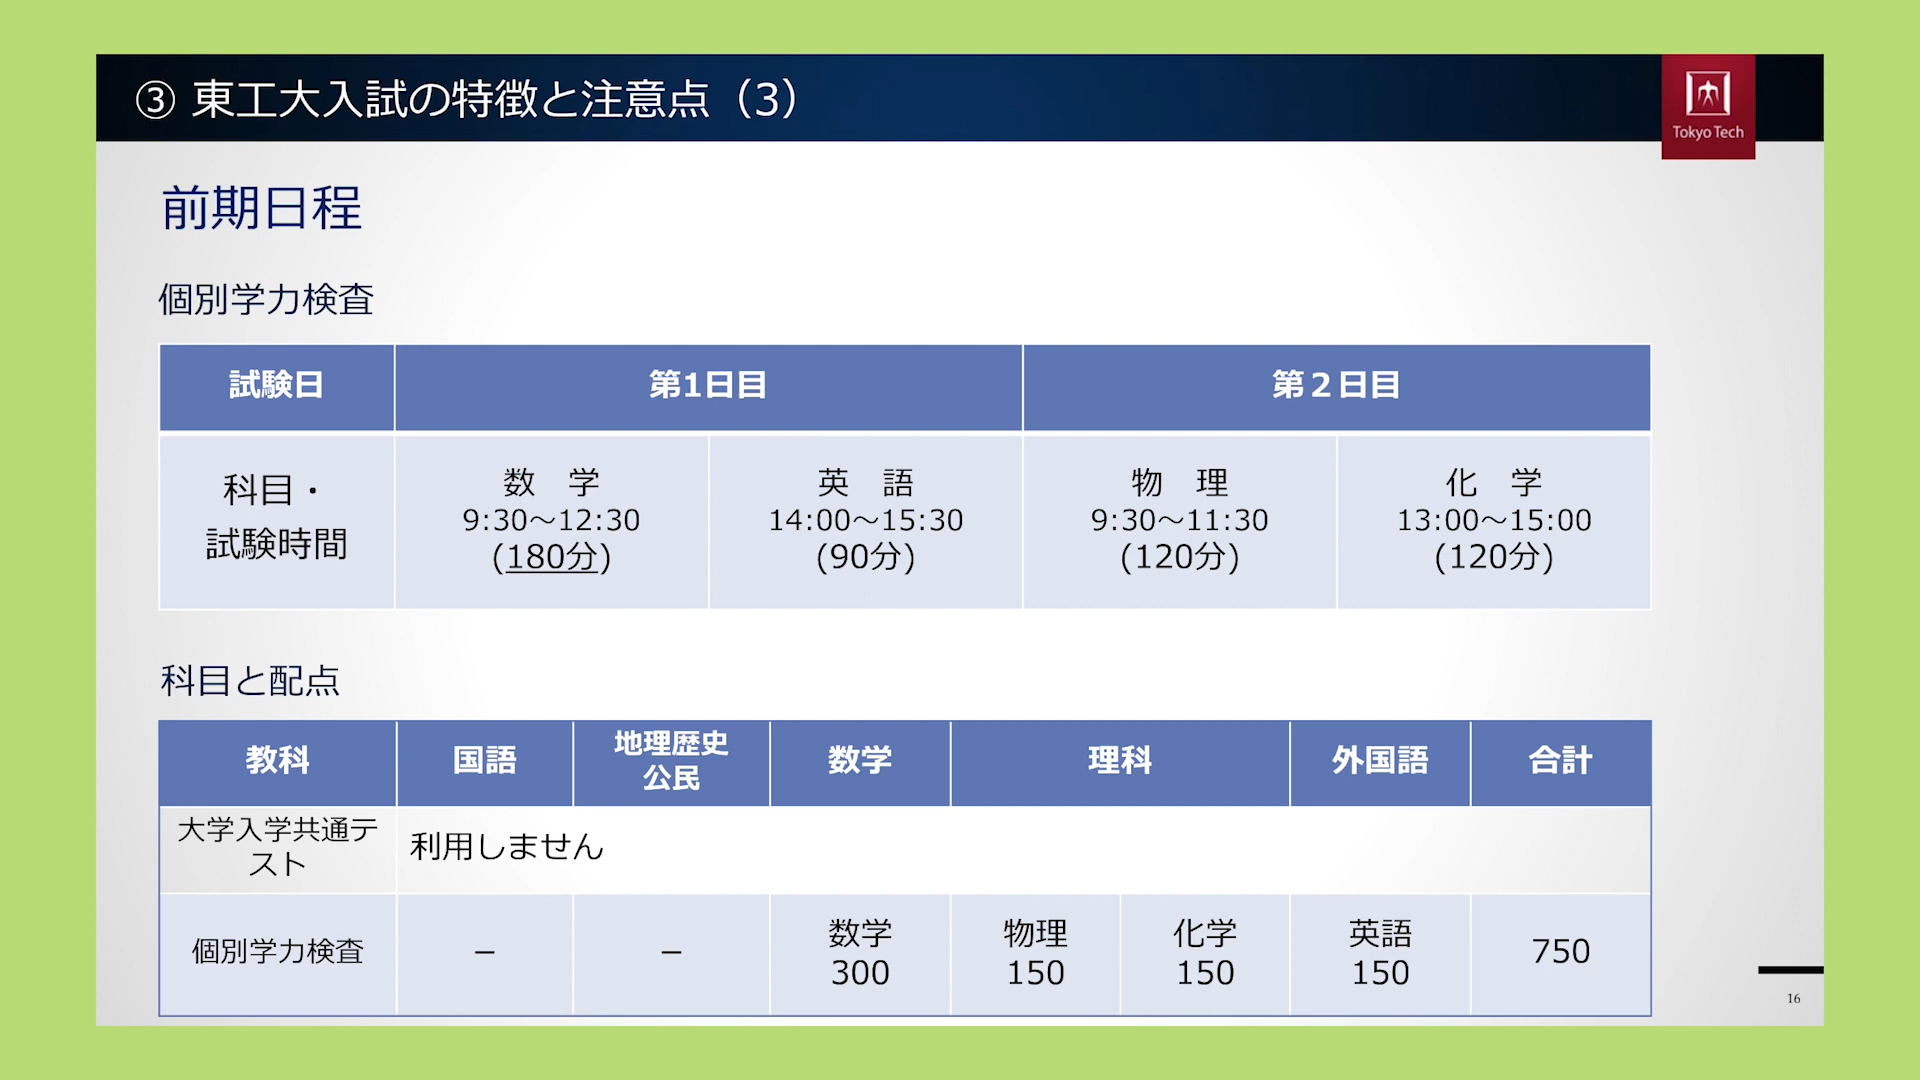 ③ 東工大入試の特徴と注意点（3）
Tokyo Tech
前期日程
個別学力検査
試験日
第1日目
第２日目
科目・
試験時間
数　学
9:30～12:30
(180分)
英　語
14:00～15:30
(90分)
物　理
9:30～11:30
(120分)
化　学
13:00～15:00
(120分)
科目と配点
教科
国語
地理歴史
公民
数学
理科
外国語
合計
大学入学共通テ
スト
利用しません
個別学力検査
–
–
数学
300
物理
150
化学
150
英語
150
750
16